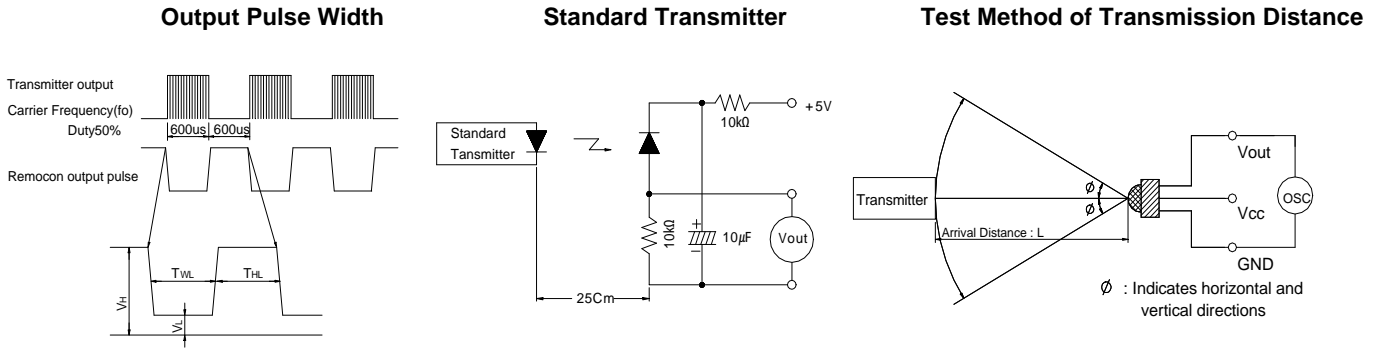 Output Pulse Width
Transmitter output
Carrier Frequency(fo)
Duty50%
600us 600us
Remocon output pulse
TWL THL
VH
VL
Standard Transmitter
+5V
10kΩ
Standard
Tansmitter
10kΩ
+
10μF
Vout
25Cm
Test Method of Transmission Distance
Transmitter
ϕ
ϕ
Arrival Distance : L
Vout
OSC
Vcc
GND
ϕ : Indicates horizontal and
vertical directions